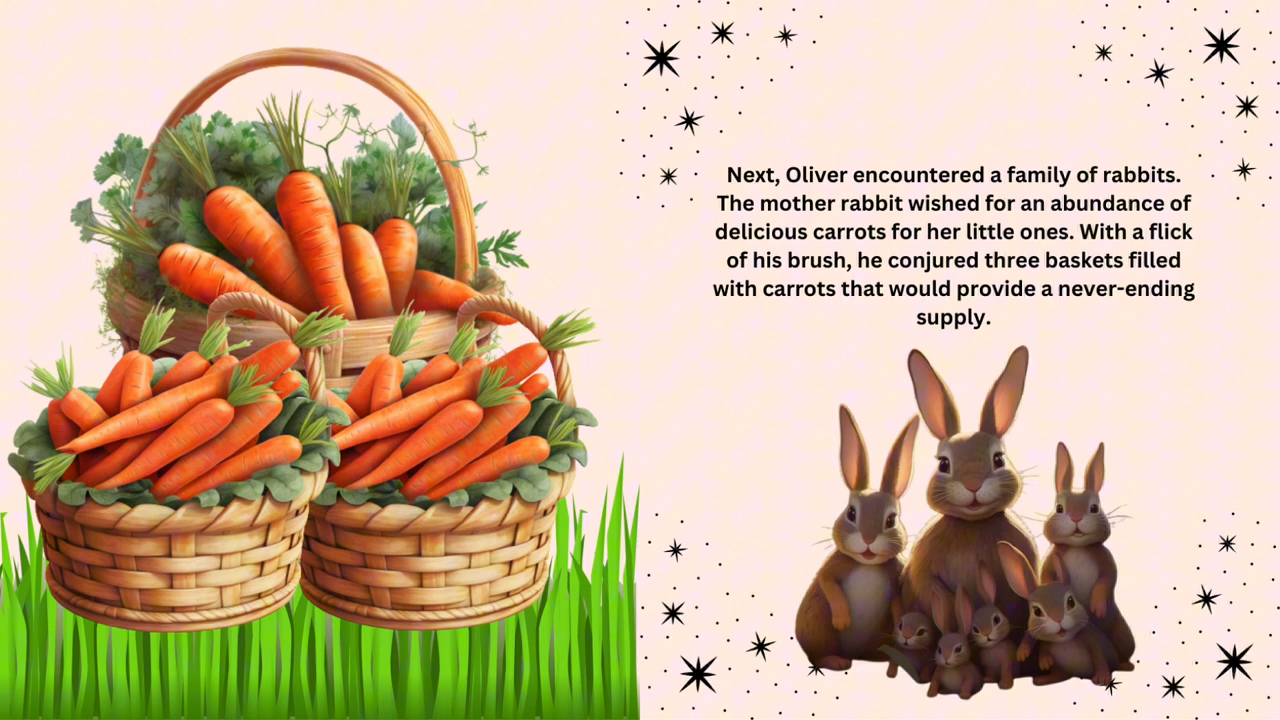 Next, Oliver encountered a family of rabbits.
The mother rabbit wished for an abundance of
delicious carrots for her little ones. With a flick
of his brush, he conjured three baskets filled
with carrots that would provide a never-ending
supply.